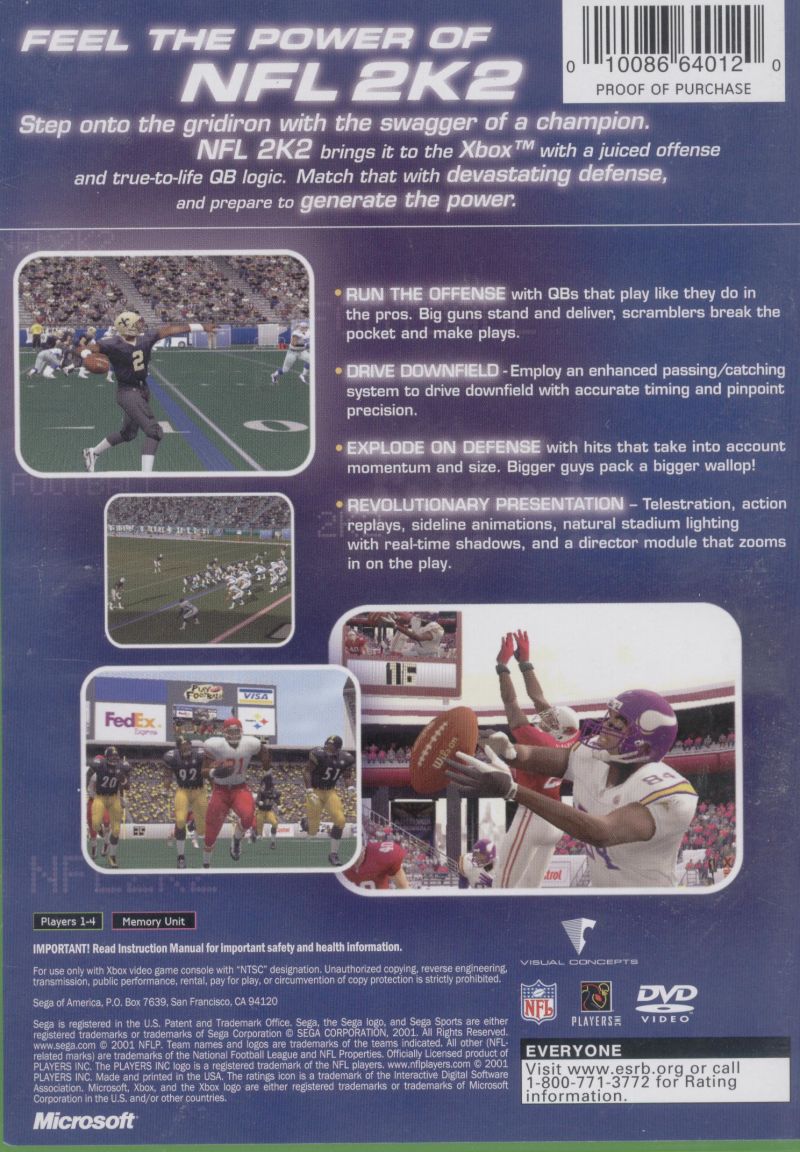 FEEL THE POWER OF
NFL 2K2
0 10086 64012 0
PROOF OF PURCHASE
Step onto the gridiron with the swagger of a champion.
NFL 2K2 brings it to the Xbox™ with a juiced offense
and true-to-life QB logic. Match that with devastating defense,
and prepare to generate the power.
• RUN THE OFFENSE with QBs that play like they do in
the pros. Big guns stand and deliver, scramblers break the
pocket and make plays.
• DRIVE DOWNFIELD - Employ an enhanced passing/catching
system to drive downfield with accurate timing and pinpoint
precision.
• EXPLODE ON DEFENSE with hits that take into account
momentum and size. Bigger guys pack a bigger wallop!
• REVOLUTIONARY PRESENTATION – Telestration, action
replays, sideline animations, natural stadium lighting
with real-time shadows, and a director module that zooms
in on the play.
2
Play
Football
VISA
FedEx
Express
20
92
31
51
Wilson
84
NFL 2K2
Players 1-4
Memory Unit
IMPORTANT! Read Instruction Manual for important safety and health information.
For use only with Xbox video game console with "NTSC" designation. Unauthorized copying, reverse engineering,
transmission, public performance, rental, pay for play, or circumvention of copy protection is strictly prohibited.
Sega of America, P.O. Box 7639, San Francisco, CA 94120
Sega is registered in the U.S. Patent and Trademark Office. Sega, the Sega logo, and Sega Sports are either
registered trademarks or trademarks of Sega Corporation © SEGA CORPORATION, 2001. All Rights Reserved.
www.sega.com © 2001 NFLP. Team names and logos are trademarks of the teams indicated. All other (NFL-
related marks) are trademarks of the National Football League and NFL Properties. Officially Licensed product of
PLAYERS INC. The PLAYERS INC logo is a registered trademark of the NFL players. www.nflplayers.com © 2001
PLAYERS INC. Made and printed in the USA. The ratings icon is a trademark of the Interactive Digital Software
Association. Microsoft, Xbox, and the Xbox logo are either registered trademarks or trademarks of Microsoft
Corporation in the U.S. and/or other countries.
Microsoft
VISUAL CONCEPTS
NFL
PLAYERS INC
DVD
VIDEO
EVERYONE
Visit www.esrb.org or call
1-800-771-3772 for Rating
information.